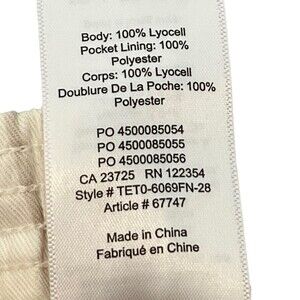 Body: 100% Lyocell
Pocket Lining: 100%
Polyester
Corps: 100% Lyocell
Doublure De La Poche: 100%
Polyester
PO 4500085054
PO 4500085055
PO 4500085056
CA 23725 RN 122354
Style # TET0-6069FN-28
Article # 67747
Made in China
Fabriqué en Chine